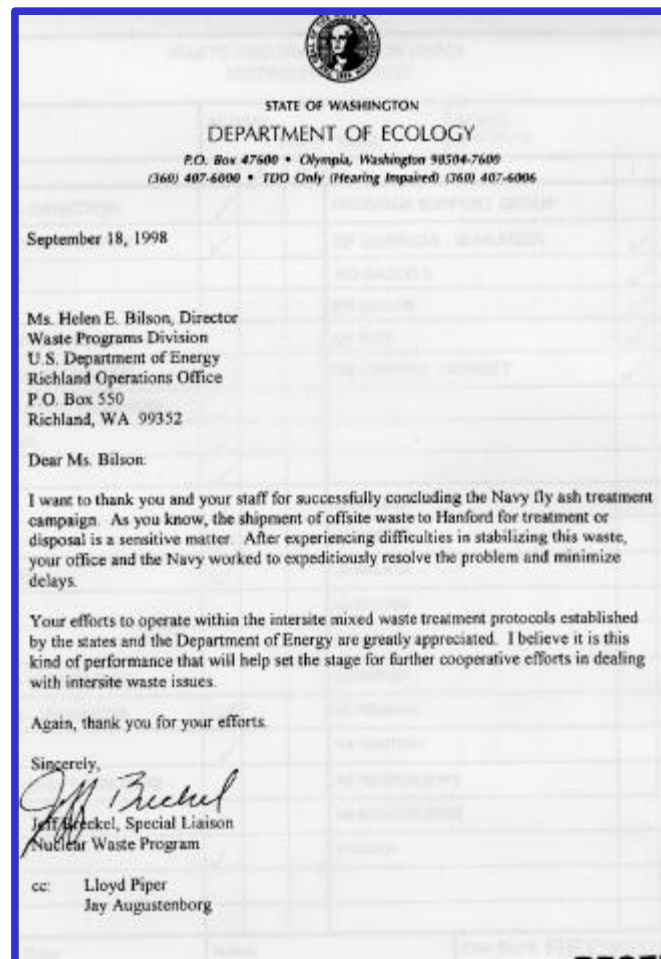 STATE OF WASHINGTON
DEPARTMENT OF ECOLOGY
P.O. Box 47600 • Olympia, Washington 98504-7600
(360) 407-6000 • TDD Only (Hearing Impaired) (360) 407-6006
September 18, 1998
Ms. Helen E. Bilson, Director
Waste Programs Division
U.S. Department of Energy
Richland Operations Office
P.O. Box 550
Richland, WA 99352
Dear Ms. Bilson:
I want to thank you and your staff for successfully concluding the Navy fly ash treatment
campaign. As you know, the shipment of offsite waste to Hanford for treatment or
disposal is a sensitive matter. After experiencing difficulties in stabilizing this waste,
your office and the Navy worked to expeditiously resolve the problem and minimize
delays.
Your efforts to operate within the intersite mixed waste treatment protocols established
by the states and the Department of Energy are greatly appreciated. I believe it is this
kind of performance that will help set the stage for further cooperative efforts in dealing
with intersite waste issues.
Again, thank you for your efforts.
Sincerely,
Jeff Breckel
Jeff Breckel, Special Liaison
Nuclear Waste Program
cc: Lloyd Piper
Jay Augustenborg